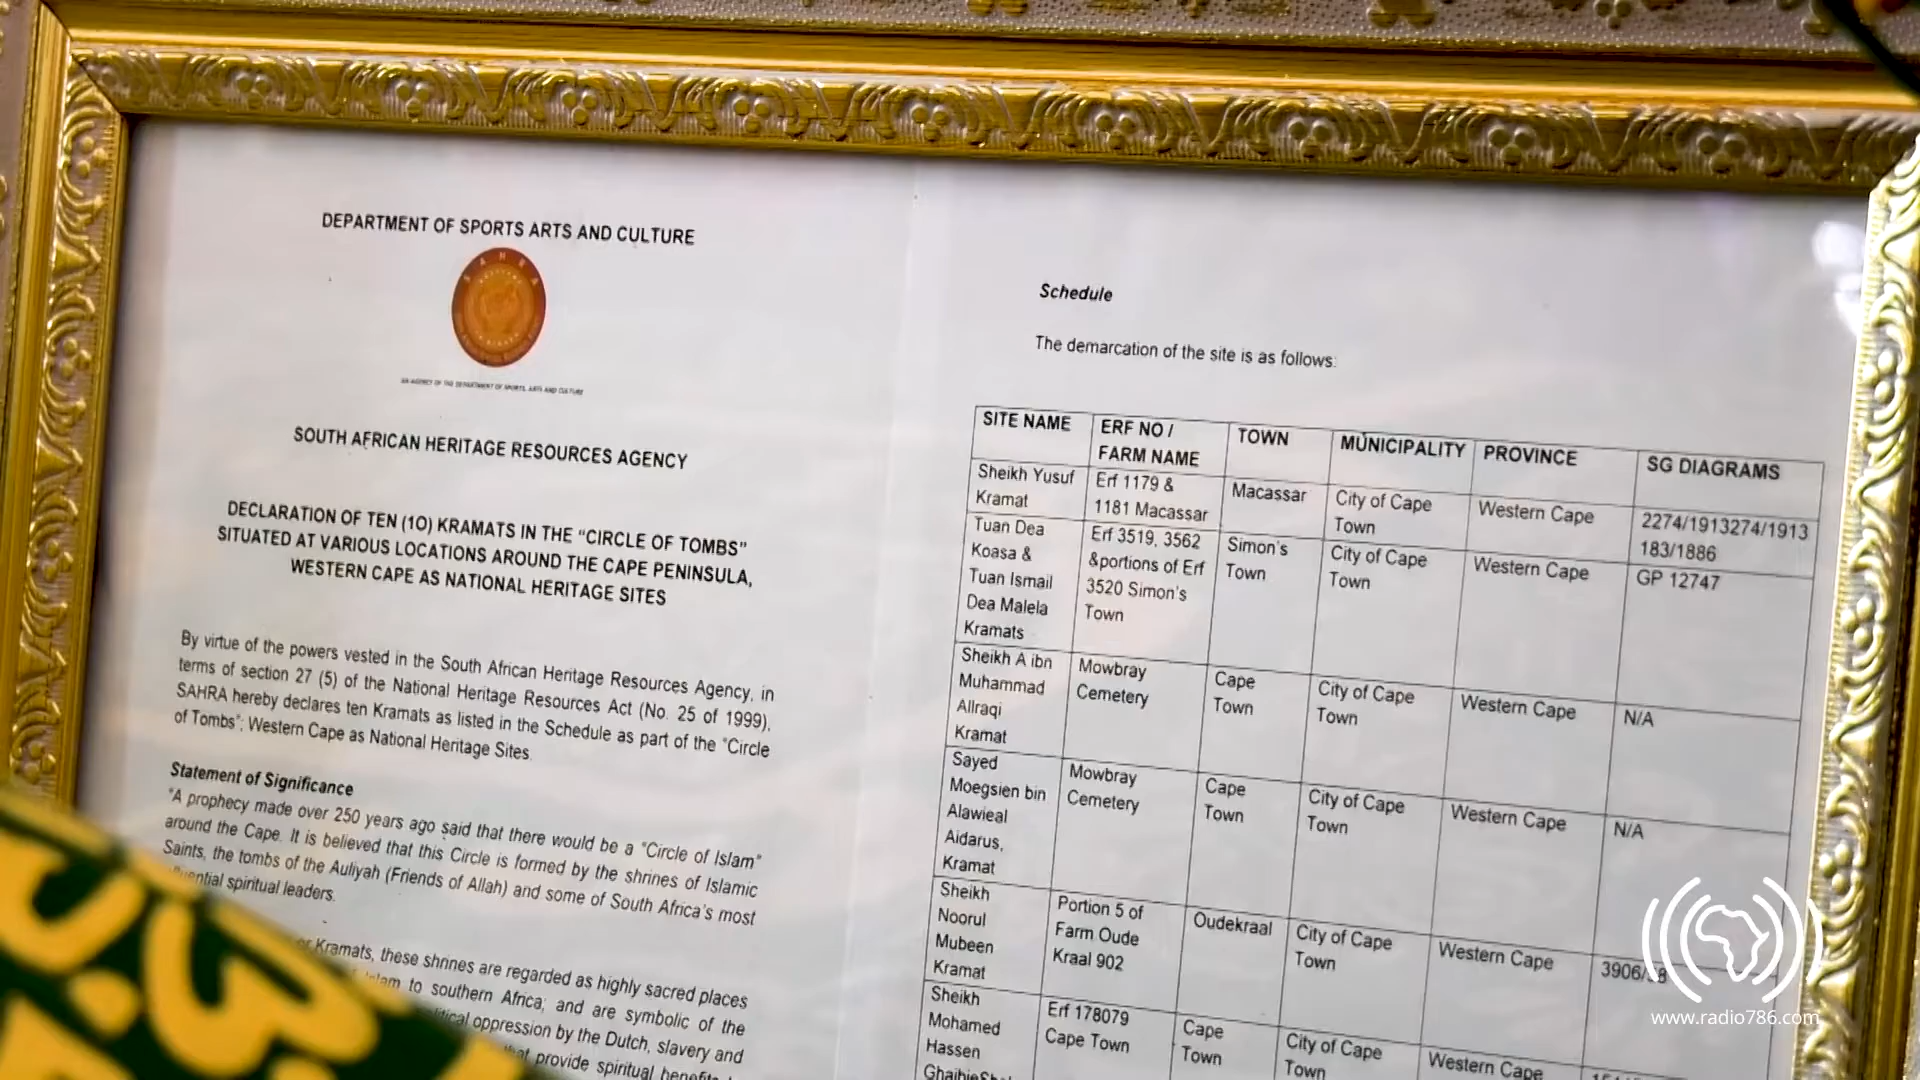 DEPARTMENT OF SPORTS ARTS AND CULTURE
SAHRA
AN AGENCY OF THE DEPARTMENT OF SPORTS, ARTS AND CULTURE
SOUTH AFRICAN HERITAGE RESOURCES AGENCY
DECLARATION OF TEN (1O) KRAMATS IN THE “CIRCLE OF TOMBS”
SITUATED AT VARIOUS LOCATIONS AROUND THE CAPE PENINSULA,
WESTERN CAPE AS NATIONAL HERITAGE SITES
By virtue of the powers vested in the South African Heritage Resources Agency, in
terms of section 27 (5) of the National Heritage Resources Act (No. 25 of 1999),
SAHRA hereby declares ten Kramats as listed in the Schedule as part of the “Circle
of Tombs”; Western Cape as National Heritage Sites.
Statement of Significance
“A prophecy made over 250 years ago said that there would be a “Circle of Islam”
around the Cape. It is believed that this Circle is formed by the shrines of Islamic
Saints, the tombs of the Auliyah (Friends of Allah) and some of South Africa’s most
spiritual leaders.
or Kramats, these shrines are regarded as highly sacred places
to southern Africa; and are symbolic of the
oppression by the Dutch, slavery and
provide spiritual
Schedule
The demarcation of the site is as follows:
SITE NAME ERF NO / FARM NAME TOWN MUNICIPALITY PROVINCE SG DIAGRAMS
Sheikh Yusuf Kramat Erf 1179 & 1181 Macassar Macassar City of Cape Town Western Cape 2274/1913274/1913 183/1886
Tuan Dea Koasa & Tuan Ismail Dea Malela Kramats Erf 3519, 3562 &portions of Erf 3520 Simon’s Town Simon’s Town City of Cape Town Western Cape GP 12747
Sheikh A ibn Muhammad Allraqi Kramat Mowbray Cemetery Cape Town City of Cape Town Western Cape N/A
Sayed Moegsien bin Alawieal Aidarus, Kramat Mowbray Cemetery Cape Town City of Cape Town Western Cape N/A
Sheikh Noorul Mubeen Kramat Portion 5 of Farm Oude Kraal 902 Oudekraal City of Cape Town Western Cape
Sheikh Mohamed Hassen Erf 178079 Cape Town Cape Town City of Cape Town Western Cape
www.radio786.com